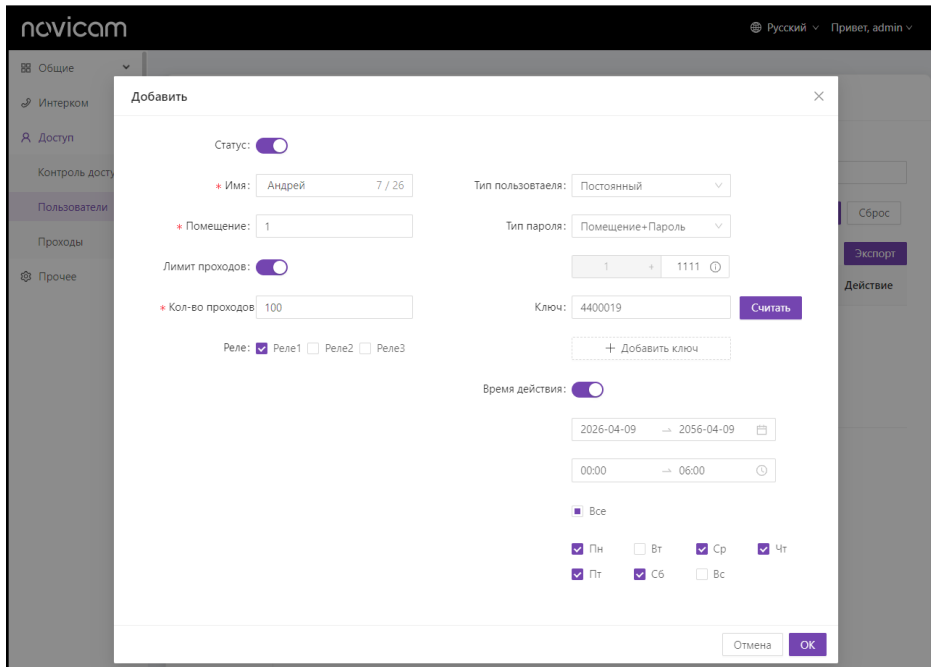 novicam
Русский Привет, admin
Общие
Интерком
Доступ
Контроль досту
Пользователи
Проходы
Прочее
Сброс
Экспорт
Действие
Добавить
Статус:
* Имя: Андрей 7 / 26 Тип пользовтаеля: Постоянный
* Помещение: 1 Тип пароля: Помещение+Пароль
Лимит проходов: 1 + 1111
* Кол-во проходов 100 Ключ: 4400019 Считать
Реле: Реле1 Реле2 Реле3 + Добавить ключ
Время действия:
2026-04-09 → 2056-04-09
00:00 → 06:00
Все
Пн Вт Ср Чт
Пт Сб Вс
Отмена OK